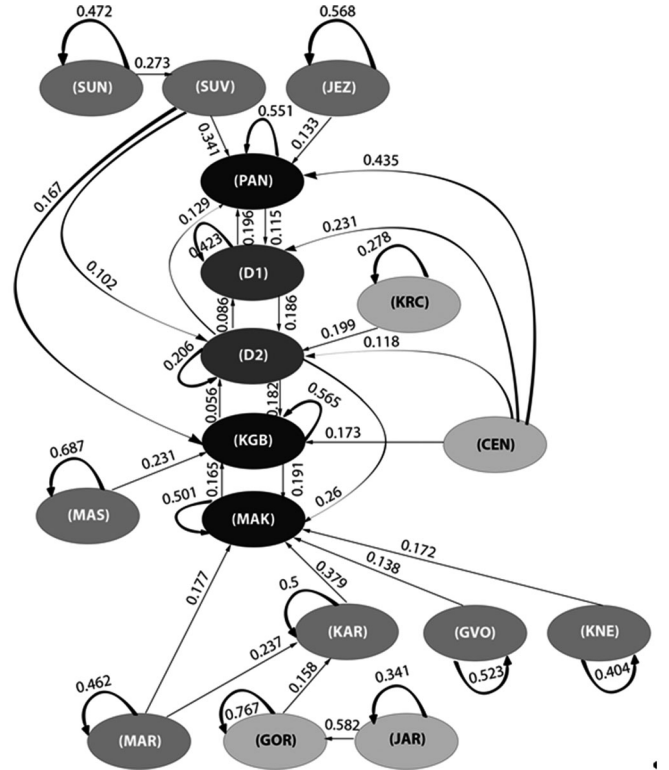 0.472
0.568
0.273
(SUN)
(SUV)
(JEZ)
0.551
0.341
0.133
(PAN)
0.435
0.167
0.129
0.196
0.115
0.231
0.423
0.278
(D1)
0.102
(KRC)
0.086
0.186
0.199
0.118
0.206
(D2)
0.056
0.182
0.565
0.687
0.231
(KGB)
0.173
(CEN)
0.165
0.191
0.501
0.26
(MAS)
(MAK)
0.172
0.138
0.177
0.379
0.5
0.237
(KAR)
(GVO)
(KNE)
0.158
0.523
0.404
0.462
0.767
0.341
0.582
(MAR)
(GOR)
(JAR)